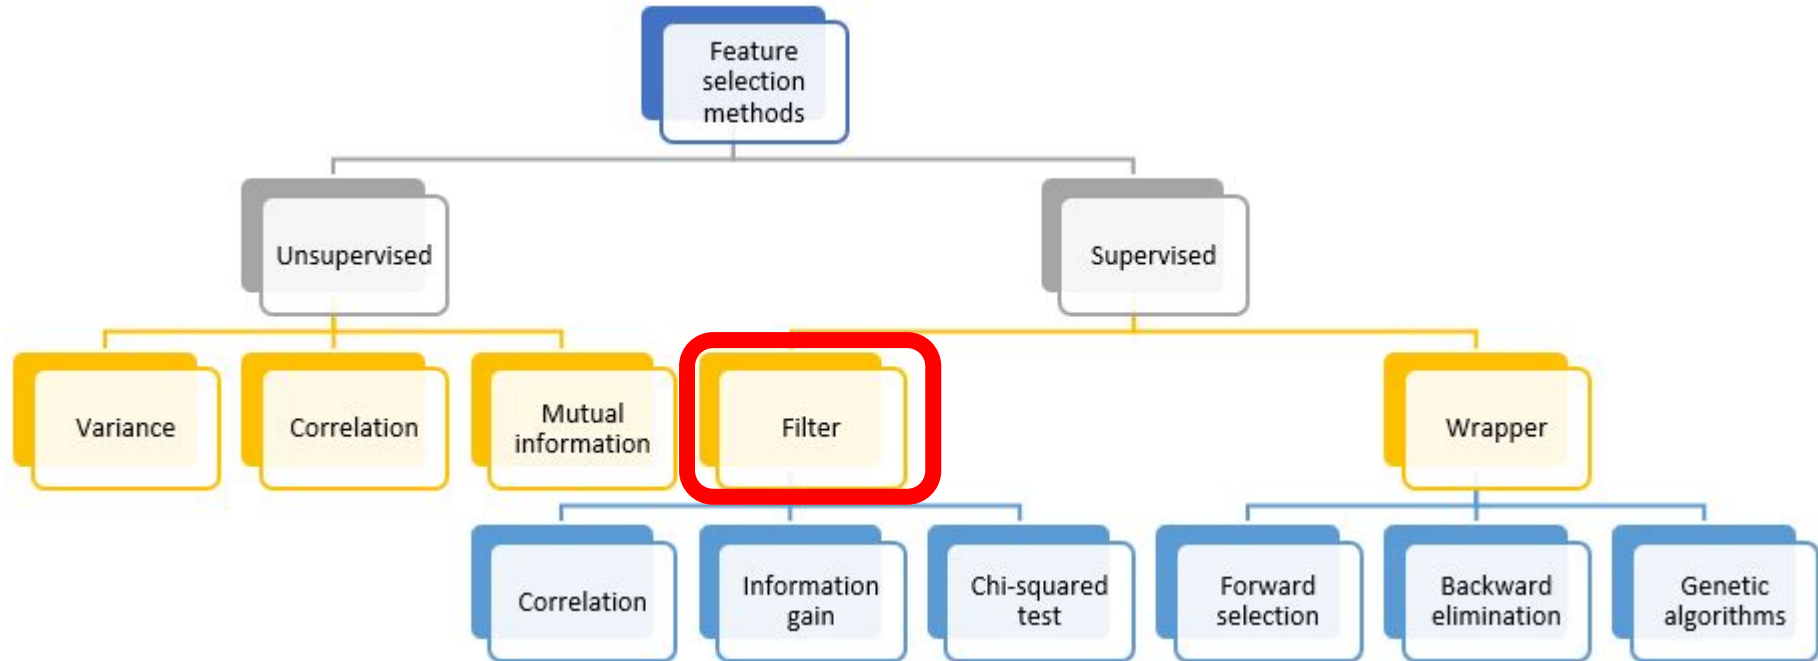 Feature
selection
methods
Unsupervised
Supervised
Variance
Correlation
Mutual
information
Filter
Wrapper
Correlation
Information
gain
Chi-squared
test
Forward
selection
Backward
elimination
Genetic
algorithms